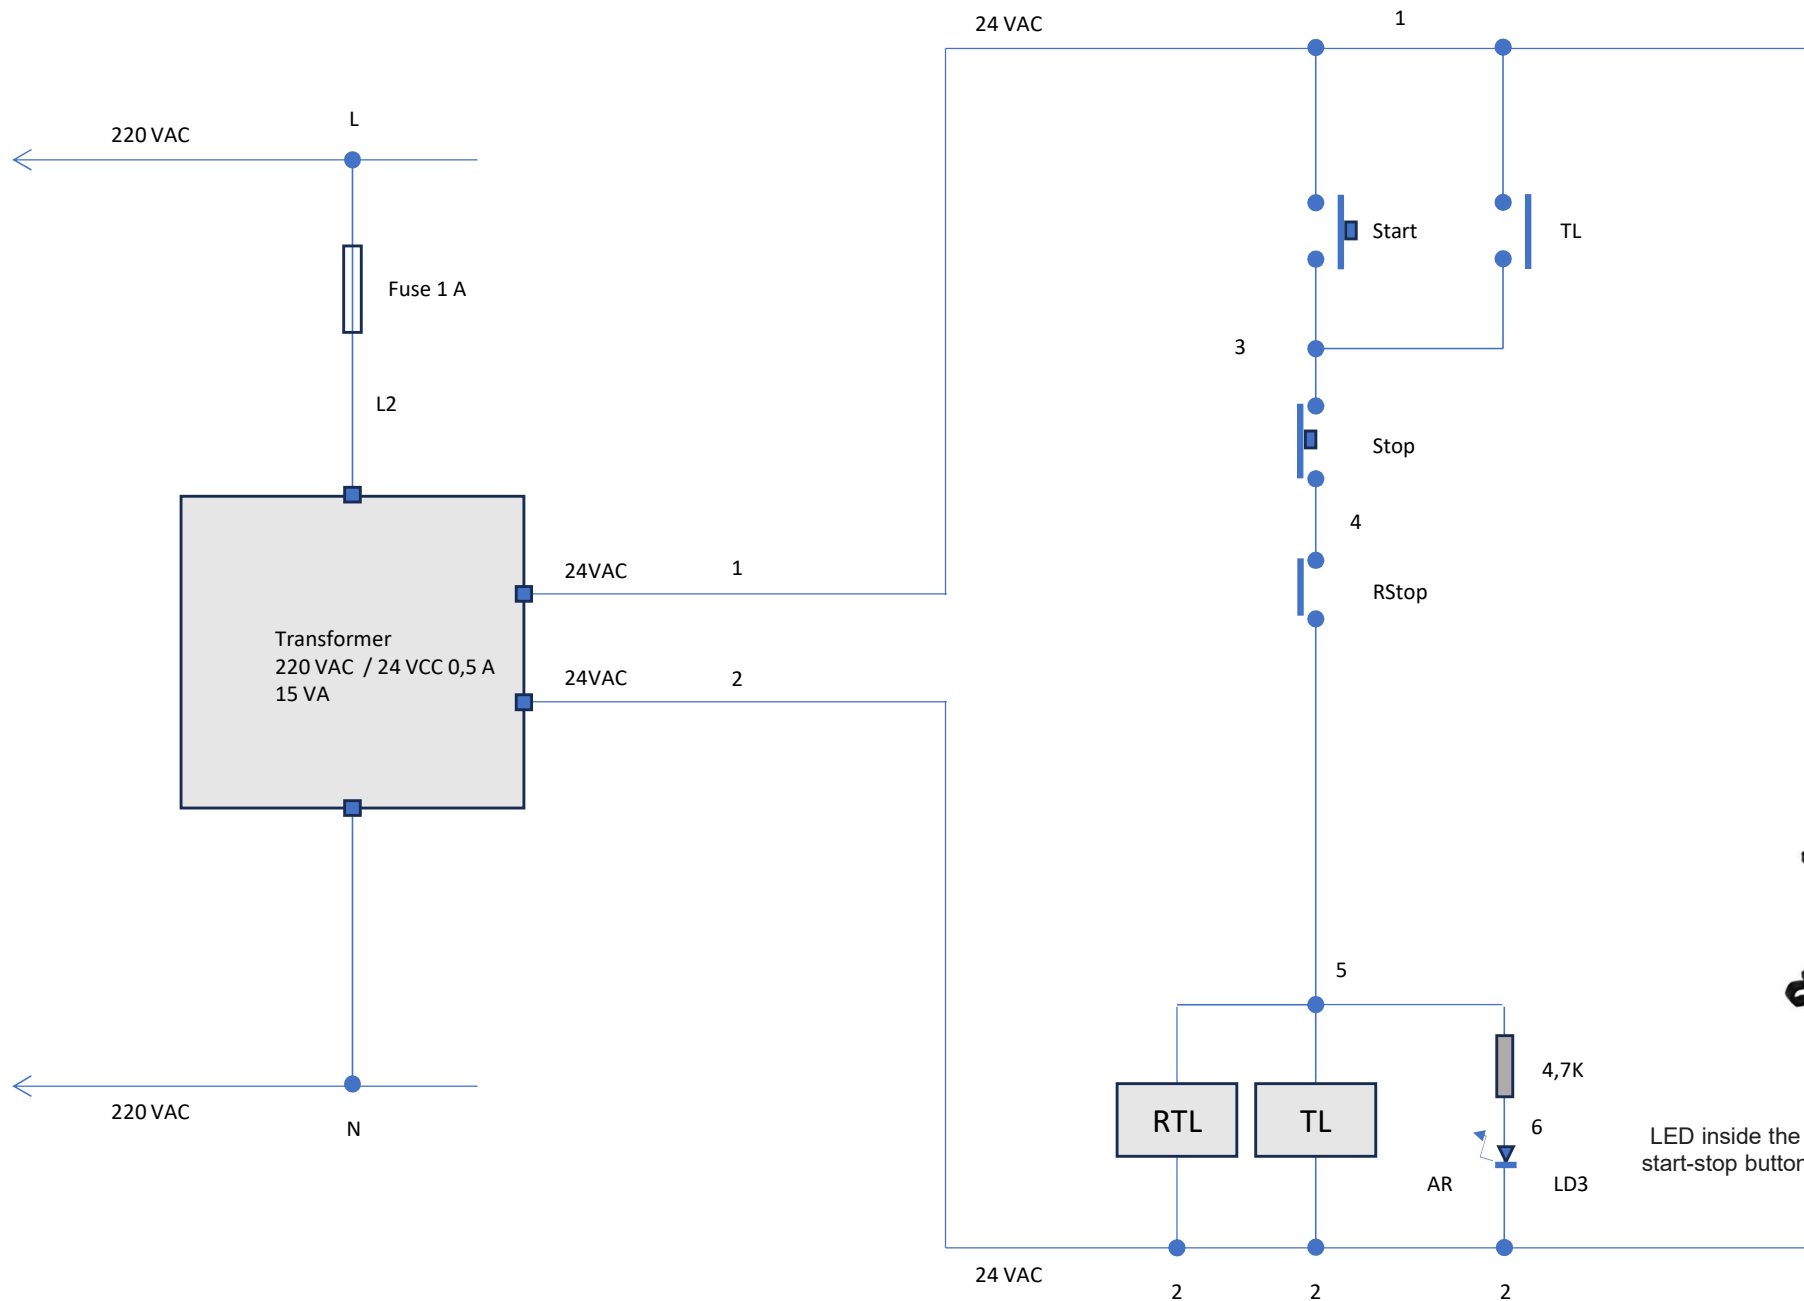 24 VAC
1
L
220 VAC
Start
TL
Fuse 1 A
3
L2
Stop
4
24VAC
1
RStop
Transformer
220 VAC / 24 VCC 0,5 A
15 VA
24VAC
2
5
4,7K
220 VAC
N
RTL
TL
6
LED inside the
start-stop button
AR
LD3
24 VAC
2
2
2